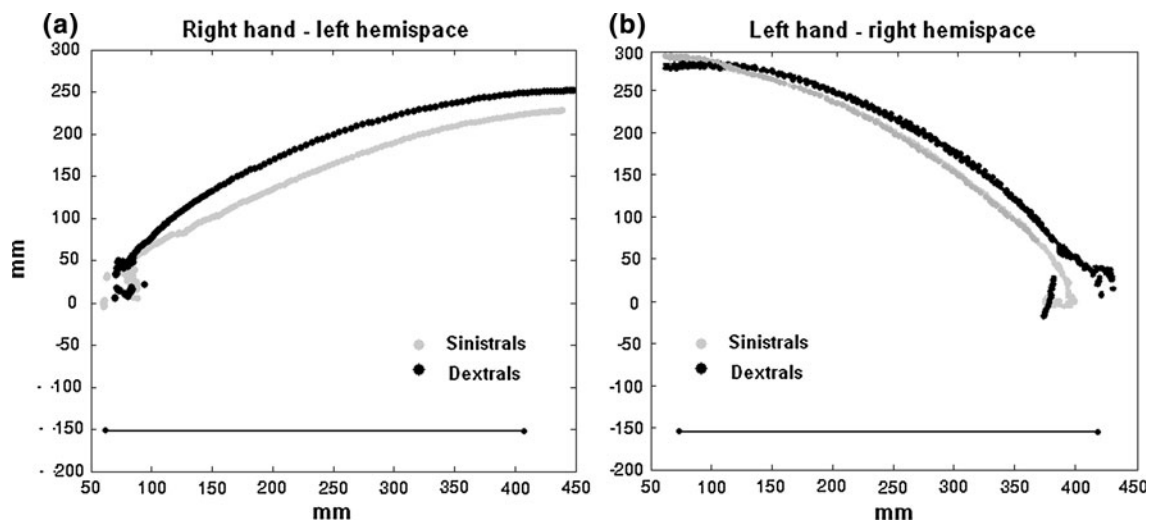 (a)
Right hand - left hemispace
300
250
200
150
100
50
0
-50
- -100
- -150
- -200
mm
Sinistrals
Dextrals
50 100 150 200 250 300 350 400 450
mm
(b)
Left hand - right hemispace
300
250
200
150
100
50
0
-50
-100
-150
-200
Sinistrals
Dextrals
50 100 150 200 250 300 350 400 450
mm